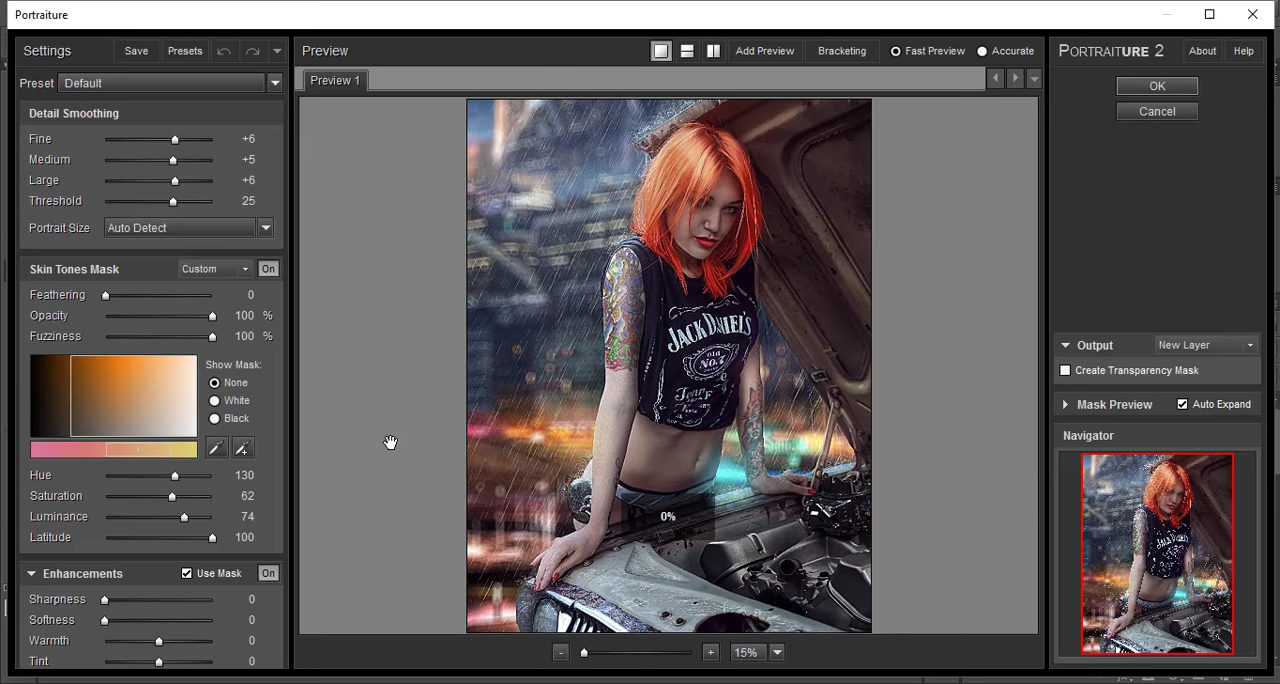 Portraiture
Settings Save Presets Preview Add Preview Bracketing Fast Preview Accurate PORTRAITURE 2 About Help
Preset Default
Preview 1
OK
Cancel
Detail Smoothing
Fine +6
Medium +5
Large +6
Threshold 25
Portrait Size Auto Detect
Skin Tones Mask Custom On
Feathering 0
Opacity 100 %
Fuzziness 100 %
Show Mask:
None
White
Black
Hue 130
Saturation 62
Luminance 74
Latitude 100
Enhancements Use Mask On
Sharpness 0
Softness 0
Warmth 0
Tint 0
JACK DANIELS
OLD
No. 7
0%
- + 15%
Output New Layer
Create Transparency Mask
Mask Preview Auto Expand
Navigator